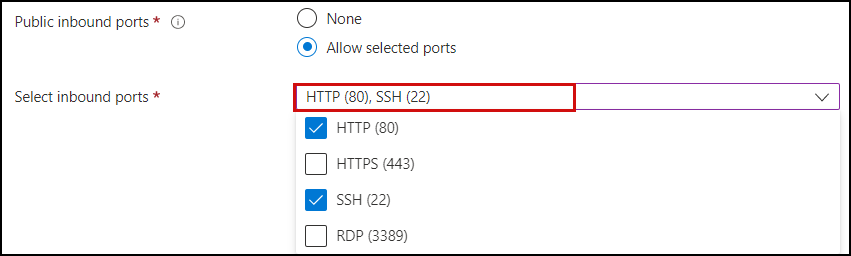 Public inbound ports *
None
Allow selected ports
Select inbound ports *
HTTP (80), SSH (22)
HTTP (80)
HTTPS (443)
SSH (22)
RDP (3389)